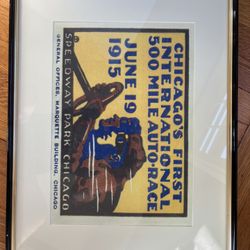 CHICAGO'S FIRST
INTERNATIONAL
500 MILE AUTO-RACE
JUNE 19
1915
SPEEDWAY PARK CHICAGO
GENERAL OFFICES, MARQUETTE BUILDING, CHICAGO